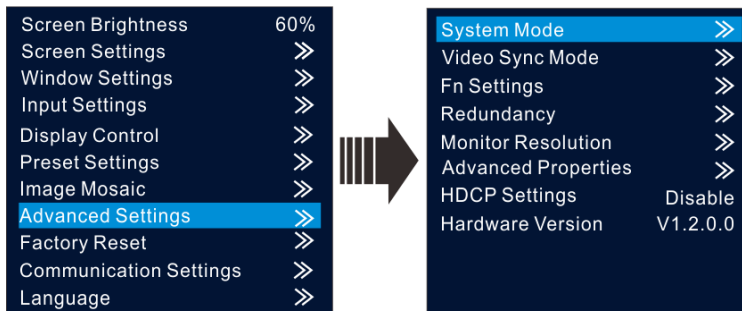 Screen Brightness 60%
Screen Settings
Window Settings
Input Settings
Display Control
Preset Settings
Image Mosaic
Advanced Settings
Factory Reset
Communication Settings
Language
System Mode
Video Sync Mode
Fn Settings
Redundancy
Monitor Resolution
Advanced Properties
HDCP Settings Disable
Hardware Version V1.2.0.0